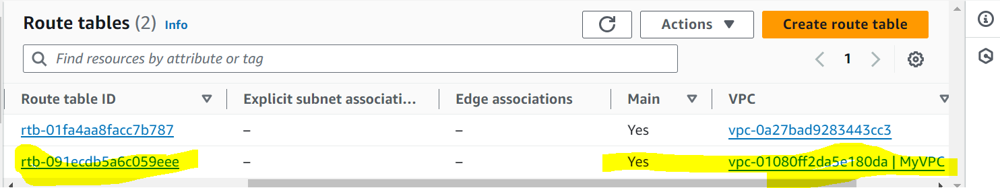 Route tables (2) Info Actions Create route table
Find resources by attribute or tag 1
Route table ID Explicit subnet associati... Edge associations Main VPC
rtb-01fa4aa8facc7b787 – – Yes vpc-0a27bad9283443cc3
rtb-091ecdb5a6c059eee – – Yes vpc-01080ff2da5e180da | MyVPC